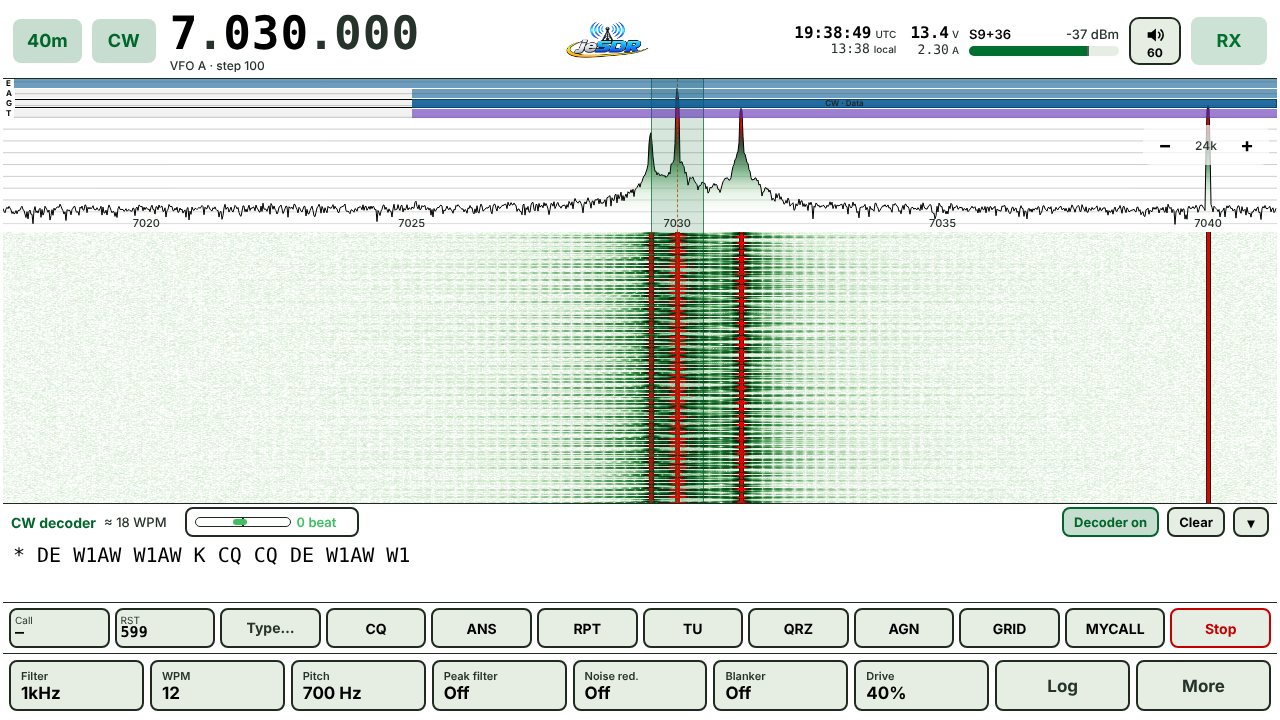 40m CW 7.030.000 jeSDR 19:38:49 UTC 13.4 V S9+36 -37 dBm RX
13:38 local 2.30 A 60
VFO A · step 100
E
A
G CW · Data
T
− 24k +
7020 7025 7030 7035 7040
CW decoder ≈ 18 WPM 0 beat Decoder on Clear ▼
* DE W1AW W1AW K CQ CQ DE W1AW W1
Call RST
— 599 Type... CQ ANS RPT TU QRZ AGN GRID MYCALL Stop
Filter WPM Pitch Peak filter Noise red. Blanker Drive
1kHz 12 700 Hz Off Off Off 40% Log More